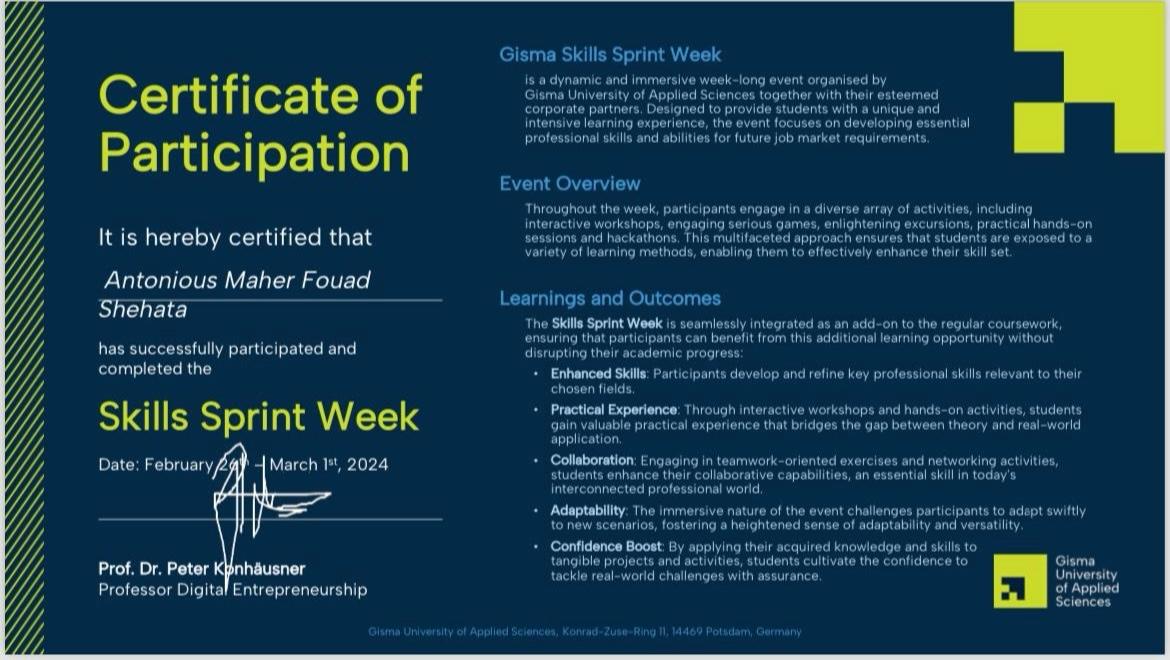 Certificate of
Participation
It is hereby certified that
Antonious Maher Fouad
Shehata
has successfully participated and
completed the
Skills Sprint Week
Date: February 26th – March 1st, 2024
Prof. Dr. Peter Konhäusner
Professor Digital Entrepreneurship
Gisma Skills Sprint Week
is a dynamic and immersive week-long event organised by
Gisma University of Applied Sciences together with their esteemed
corporate partners. Designed to provide students with a unique and
intensive learning experience, the event focuses on developing essential
professional skills and abilities for future job market requirements.
Event Overview
Throughout the week, participants engage in a diverse array of activities, including
interactive workshops, engaging serious games, enlightening excursions, practical hands-on
sessions and hackathons. This multifaceted approach ensures that students are exposed to a
variety of learning methods, enabling them to effectively enhance their skill set.
Learnings and Outcomes
The Skills Sprint Week is seamlessly integrated as an add-on to the regular coursework,
ensuring that participants can benefit from this additional learning opportunity without
disrupting their academic progress:
• Enhanced Skills: Participants develop and refine key professional skills relevant to their
chosen fields.
• Practical Experience: Through interactive workshops and hands-on activities, students
gain valuable practical experience that bridges the gap between theory and real-world
application.
• Collaboration: Engaging in teamwork-oriented exercises and networking activities,
students enhance their collaborative capabilities, an essential skill in today's
interconnected professional world.
• Adaptability: The immersive nature of the event challenges participants to adapt swiftly
to new scenarios, fostering a heightened sense of adaptability and versatility.
• Confidence Boost: By applying their acquired knowledge and skills to
tangible projects and activities, students cultivate the confidence to
tackle real-world challenges with assurance.
Gisma
University
of Applied
Sciences
Gisma University of Applied Sciences, Konrad-Zuse-Ring 11, 14469 Potsdam, Germany